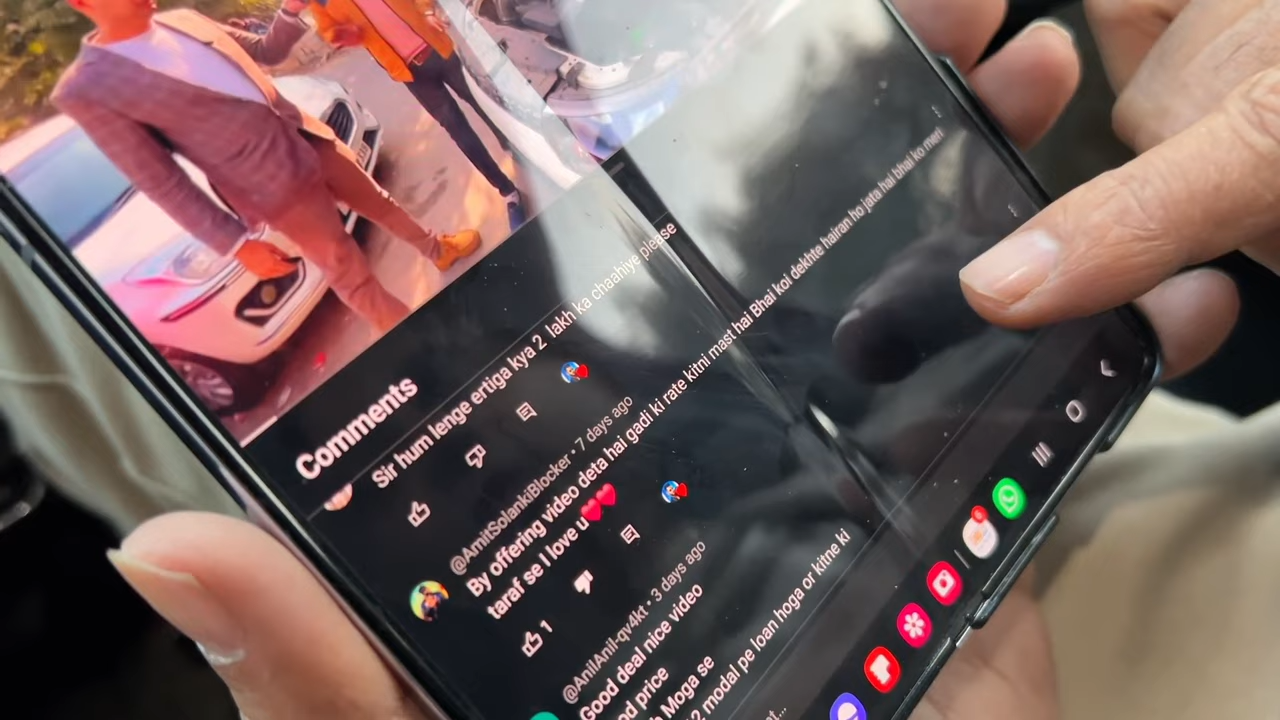 Comments
Sir hum lenge ertiga kya 2 lakh ka chaahiye please
@AmitSolankiBlocker • 7 days ago
By offering video deta hai gadi ki rate kitni mast hai Bhai koi dekhte hairan ho jata hai bhai ko meri
taraf se I love u❤️❤️
1
@AnilAnil-qv4kt • 3 days ago
Good deal nice video
price
Moga se
2 modal pe loan hoga or kitne ki